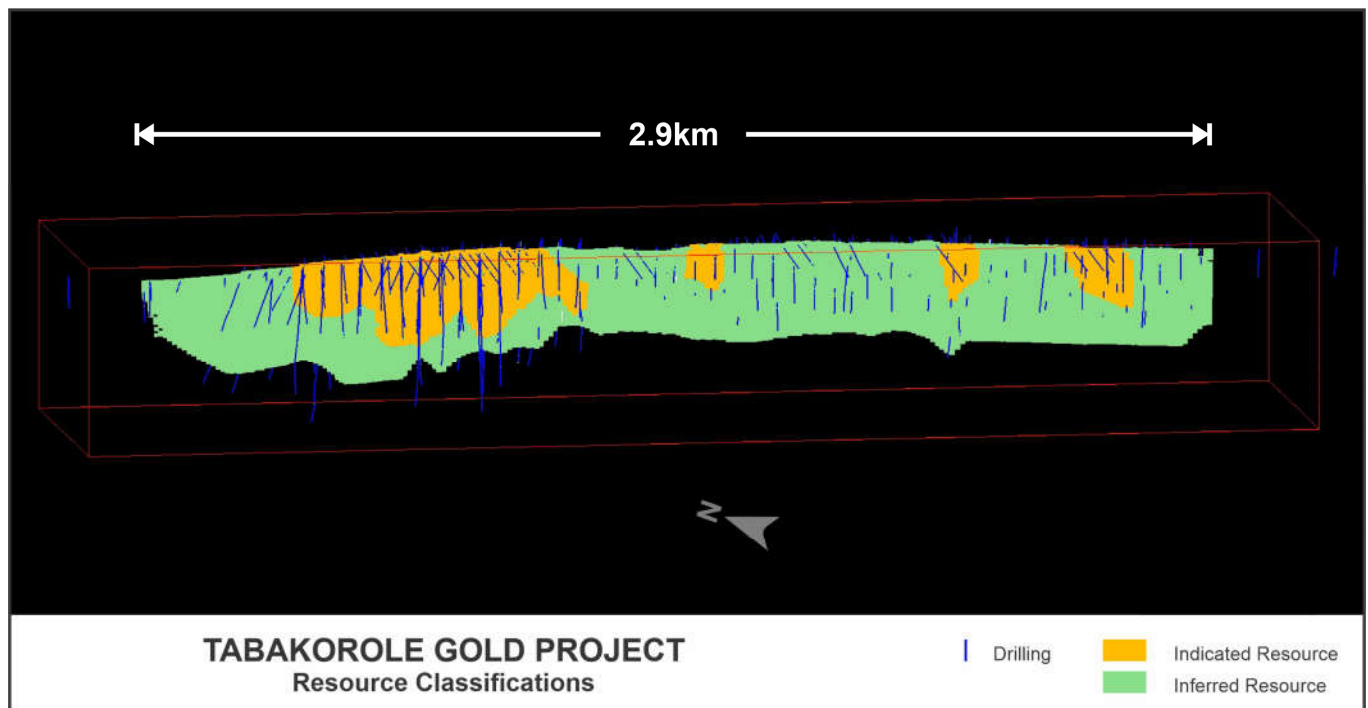 2.9km
N
TABAKOROLE GOLD PROJECT
Resource Classifications
Drilling
Indicated Resource
Inferred Resource